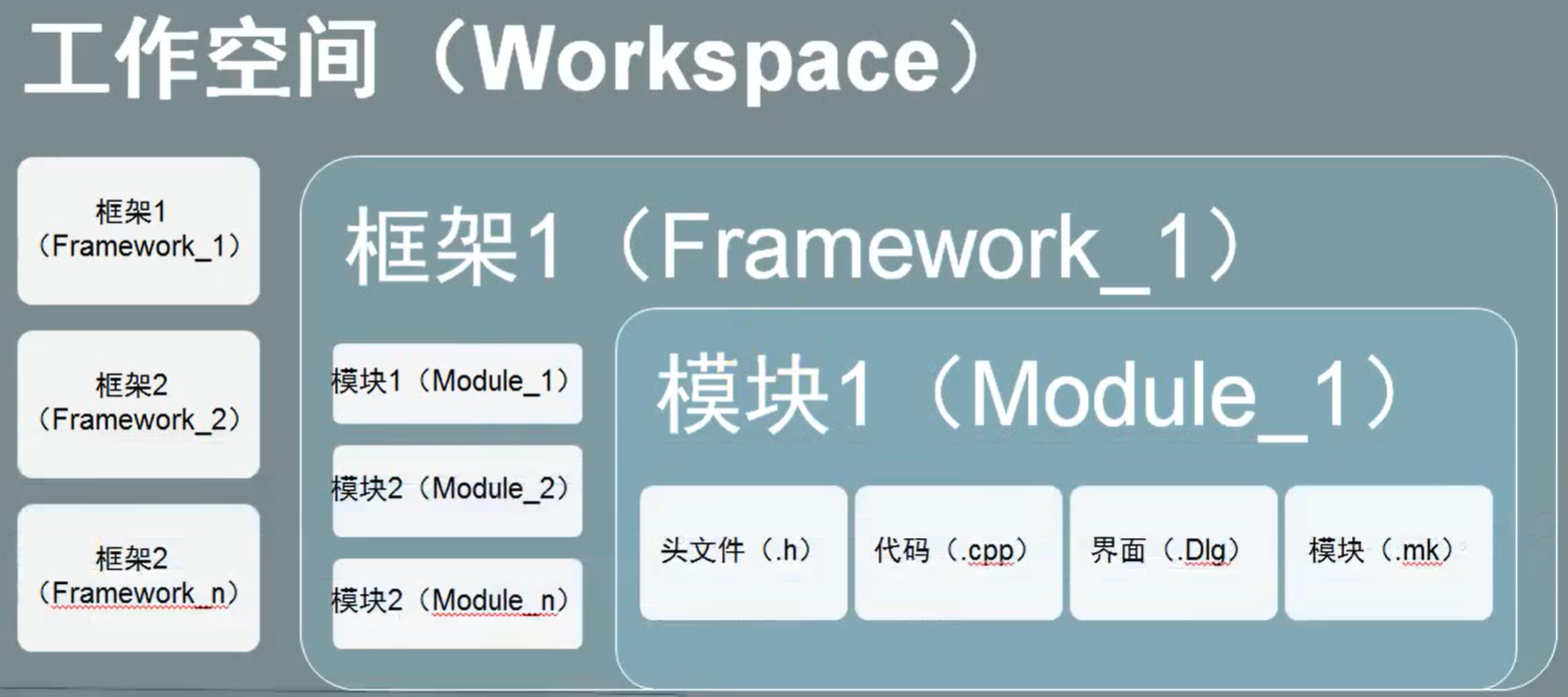 工作空间（Workspace）
框架1
（Framework_1）
框架2
（Framework_2）
框架2
（Framework_n）
框架1（Framework_1）
模块1（Module_1）
模块2（Module_2）
模块2（Module_n）
模块1（Module_1）
头文件（.h）
代码（.cpp）
界面（.Dlg）
模块（.mk）